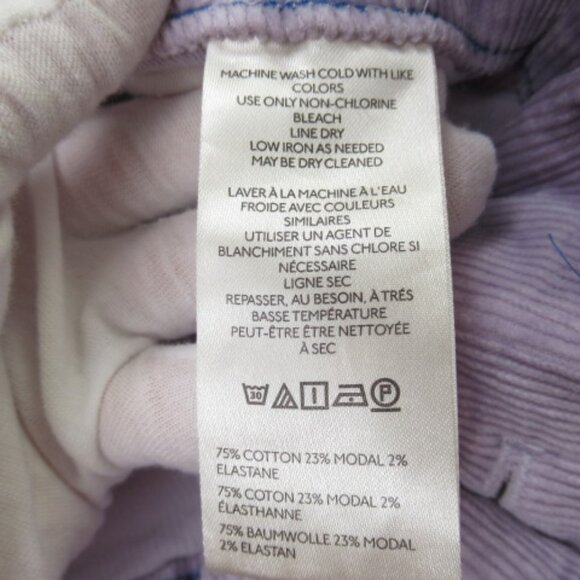 MACHINE WASH COLD WITH LIKE
COLORS
USE ONLY NON-CHLORINE
BLEACH
LINE DRY
LOW IRON AS NEEDED
MAY BE DRY CLEANED
LAVER À LA MACHINE À L'EAU
FROIDE AVEC COULEURS
SIMILAIRES
UTILISER UN AGENT DE
BLANCHIMENT SANS CHLORE SI
NÉCESSAIRE
LIGNE SEC
REPASSER, AU BESOIN, À TRÉS
BASSE TEMPÉRATURE
PEUT-ÊTRE ÊTRE NETTOYÉE
À SEC
30 P
75% COTTON 23% MODAL 2%
ELASTANE
75% COTON 23% MODAL 2%
ÉLASTHANNE
75% BAUMWOLLE 23% MODAL
2% ELASTAN